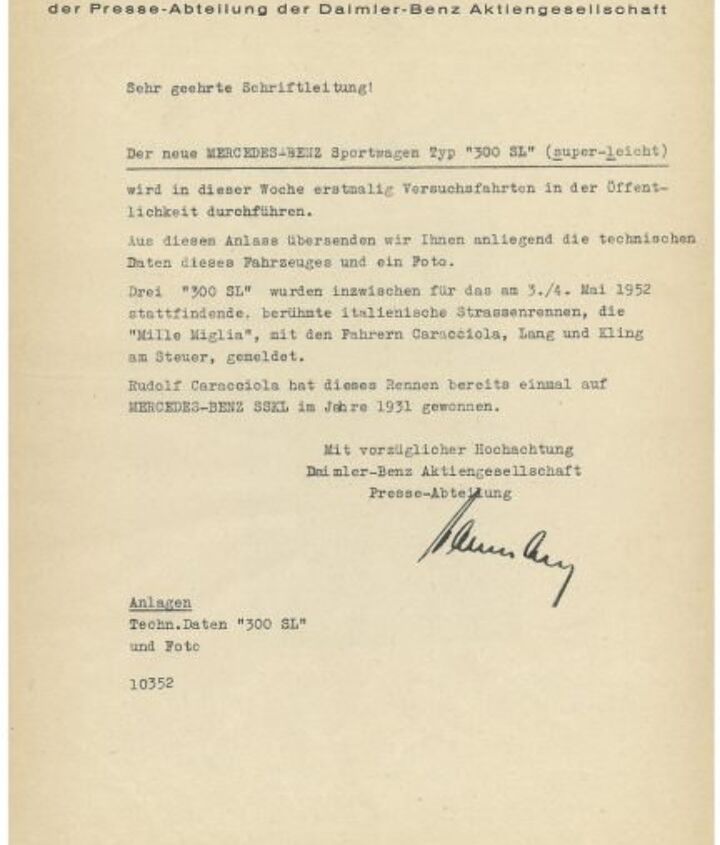 der Presse-Abteilung der Daimler-Benz Aktiengesellschaft
Sehr geehrte Schriftleitung!
Der neue MERCEDES-BENZ Sportwagen Typ "300 SL" (super-leicht)
wird in dieser Woche erstmalig Versuchsfahrten in der Öffent-
lichkeit durchführen.
Aus diesem Anlass übersenden wir Ihnen anliegend die technischen
Daten dieses Fahrzeuges und ein Foto.
Drei "300 SL" wurden inzwischen für das am 3./4. Mai 1952
stattfindende, berühmte italienische Strassenrennen, die
"Mille Miglia", mit den Fahrern Caracciola, Lang und Kling
am Steuer, gemeldet.
Rudolf Caracciola hat dieses Rennen bereits einmal auf
MERCEDES-BENZ SSKL im Jahre 1931 gewonnen.
Mit vorzüglicher Hochachtung
Daimler-Benz Aktiengesellschaft
Presse-Abteilung
Anlagen
Techn.Daten "300 SL"
und Foto
10352